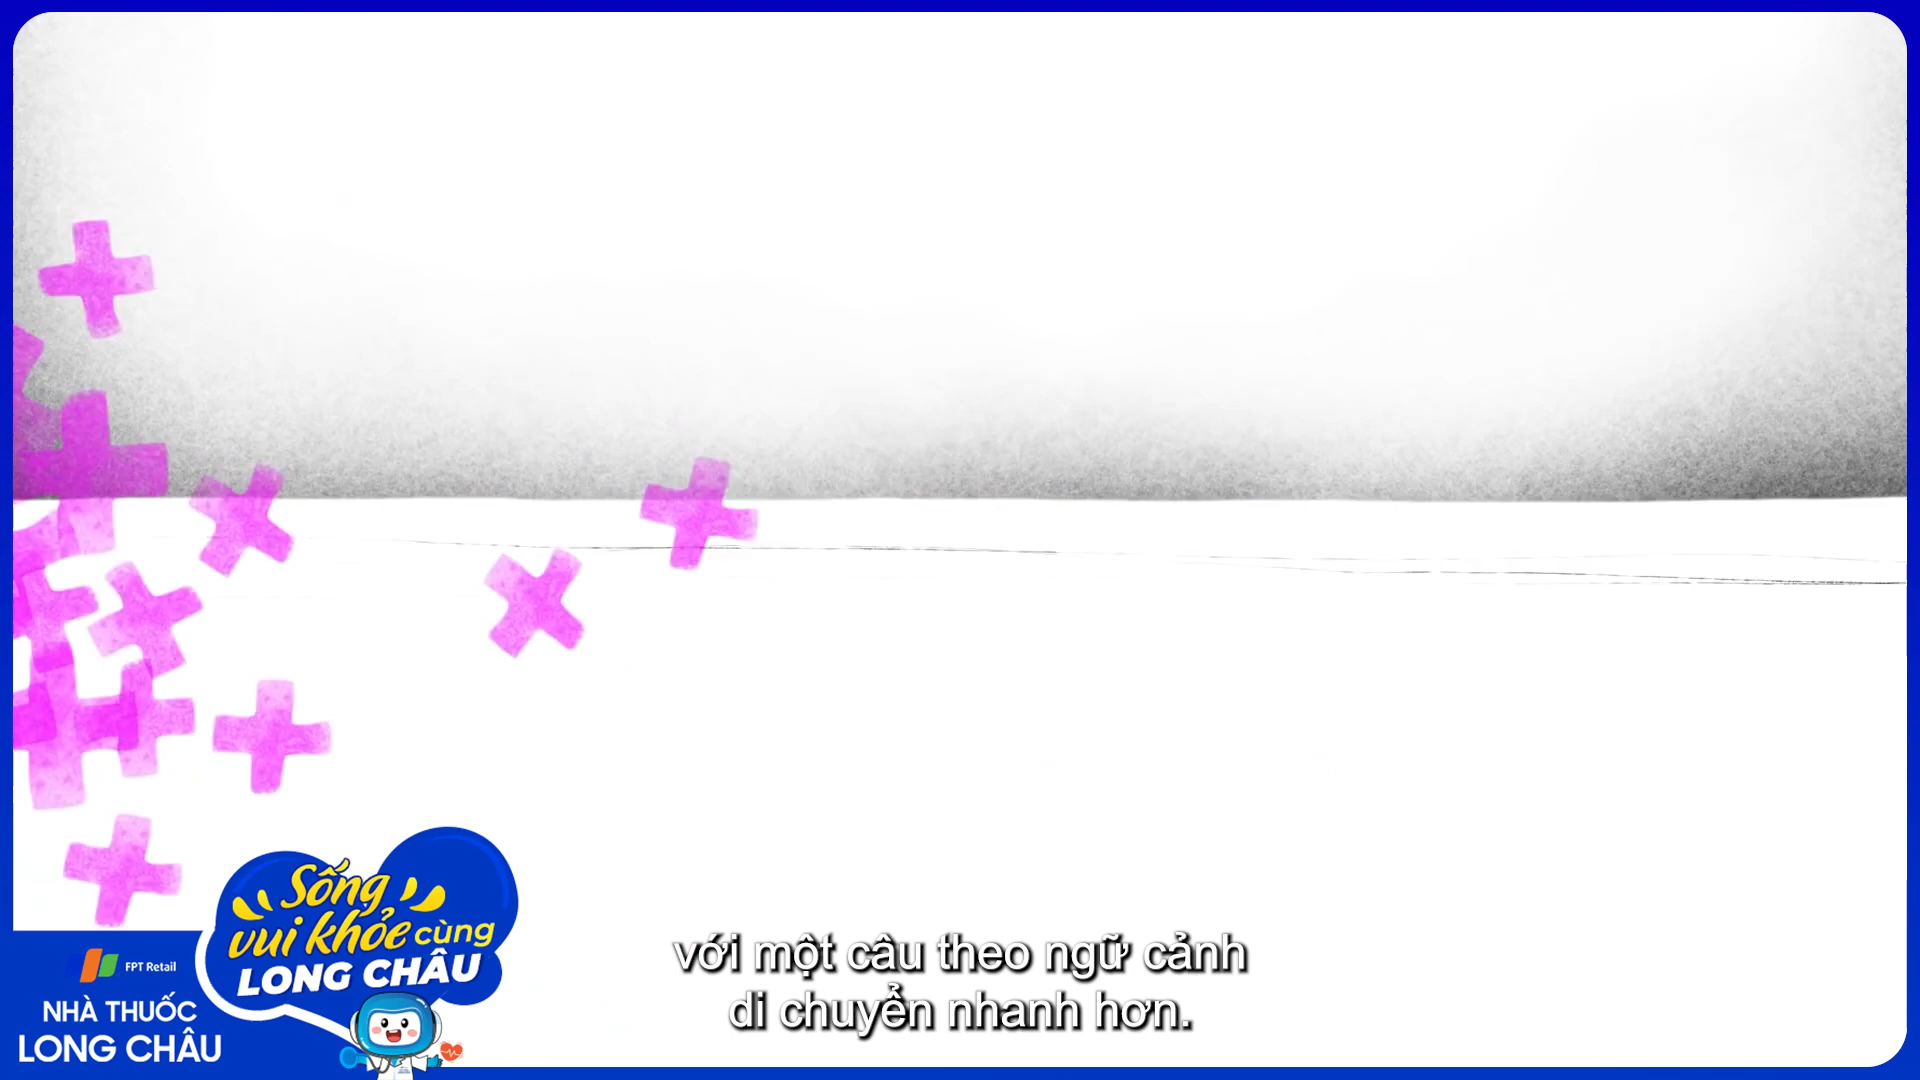 Sống
vui khỏe cùng
LONG CHÂU
FPT Retail
NHÀ THUỐC
LONG CHÂU
với một câu theo ngữ cảnh
di chuyển nhanh hơn.